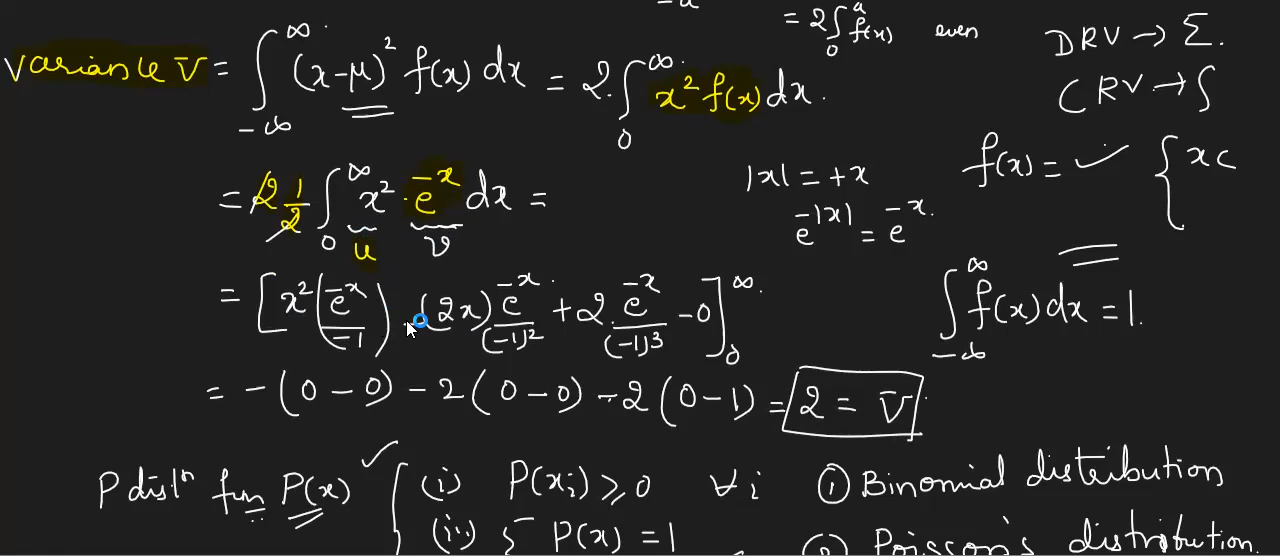 -a
= 2∫₀ᵃ f(x) even
DRV → Σ.
CRV → ∫
Variance V = ∫_{-∞}^{∞} (x-μ)² f(x) dx = 2.∫₀^∞ x² f(x) dx.
= 2 1/2 ∫₀^∞ x² . e^{-x} dx =
u v
|x| = +x
e^{-|x|} = e^{-x}.
f(x) = ✓ { x c
= [x² (e^{-x}/-1) - (2x) e^{-x}/(-1)² + 2 e^{-x}/(-1)³ - 0]₀^∞.
∫_{-∞}^{∞} f(x) dx = 1.
= -(0-0) - 2(0-0) - 2(0-1) = 2 = V
P distⁿ fun P(x) ✓ { (i) P(xᵢ) ≥ 0 ∀i
(ii) P(x) = 1
① Binomial distribution
② Poisson's distribution.